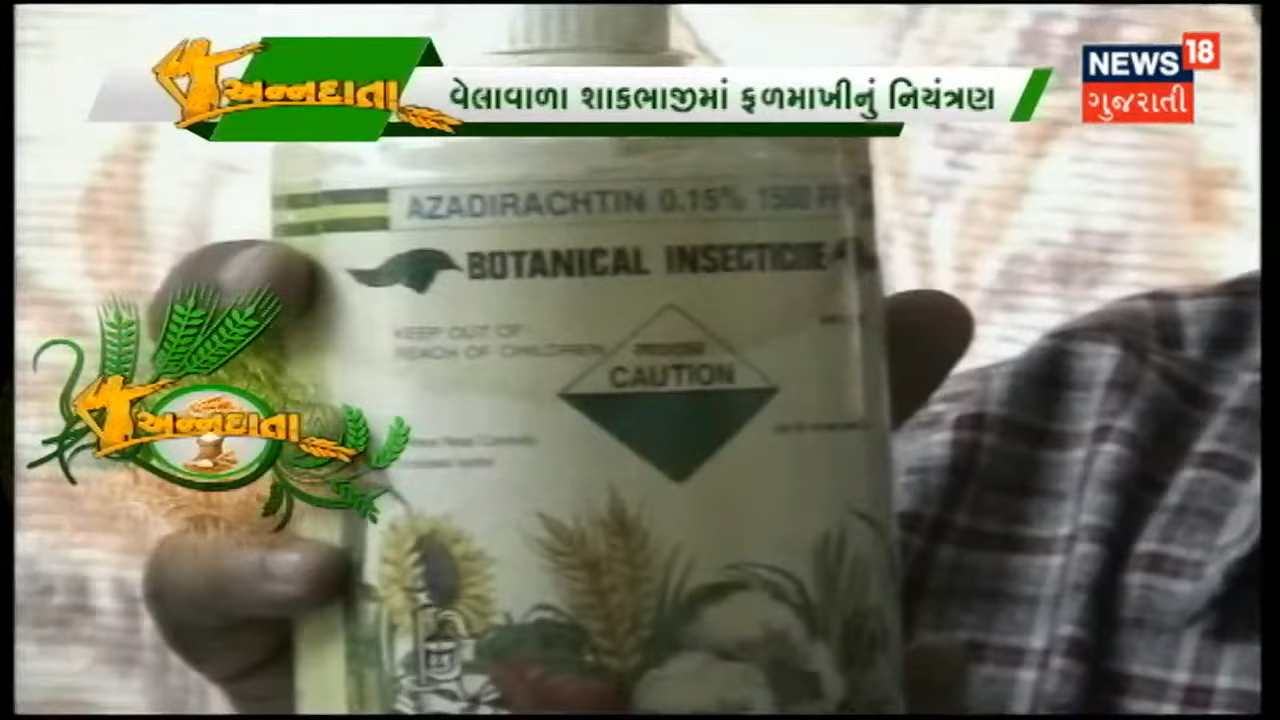 અન્નદાતા
વેલાવાળા શાકભાજીમાં ફળમાખીનું નિયંત્રણ
NEWS 18
ગુજરાતી
AZADIRACHTIN 0.15% 1500
BOTANICAL INSECTICIDE
KEEP OUT OF
REACH OF CHILDREN
CAUTION
અન્નદાતા